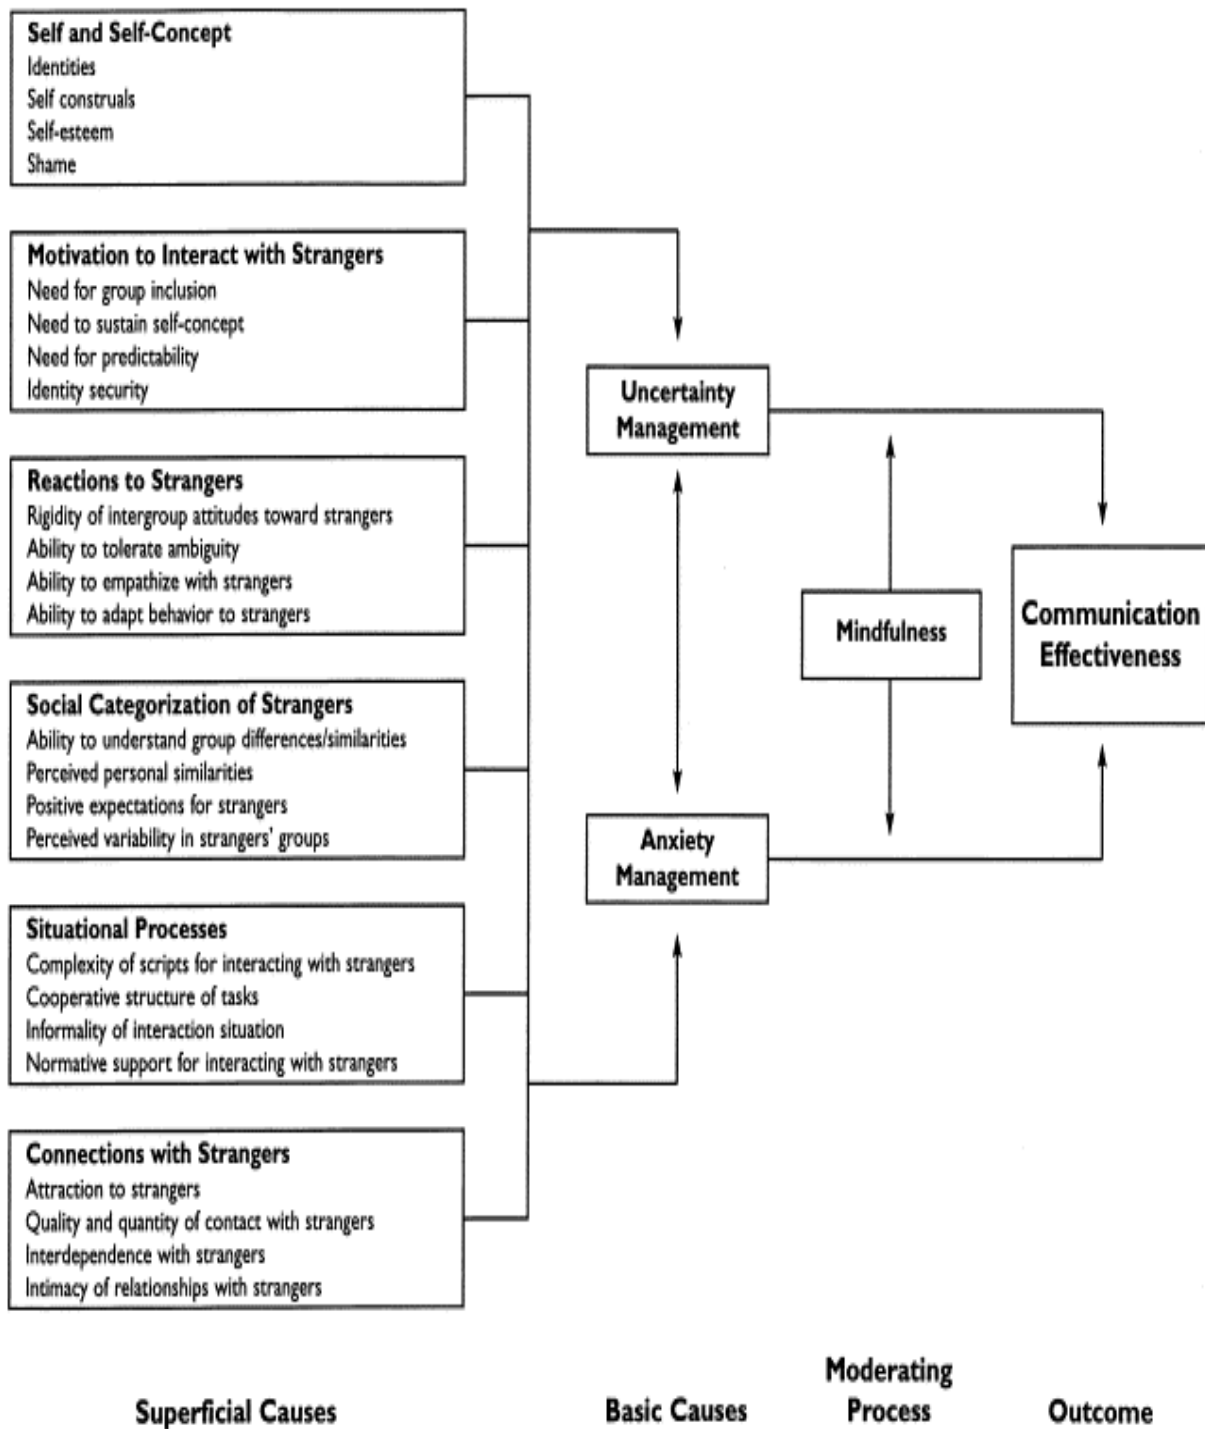 Self and Self-Concept
Identities
Self construals
Self-esteem
Shame
Motivation to Interact with Strangers
Need for group inclusion
Need to sustain self-concept
Need for predictability
Identity security
Reactions to Strangers
Rigidity of intergroup attitudes toward strangers
Ability to tolerate ambiguity
Ability to empathize with strangers
Ability to adapt behavior to strangers
Social Categorization of Strangers
Ability to understand group differences/similarities
Perceived personal similarities
Positive expectations for strangers
Perceived variability in strangers' groups
Situational Processes
Complexity of scripts for interacting with strangers
Cooperative structure of tasks
Informality of interaction situation
Normative support for interacting with strangers
Connections with Strangers
Attraction to strangers
Quality and quantity of contact with strangers
Interdependence with strangers
Intimacy of relationships with strangers
Uncertainty
Management
Anxiety
Management
Mindfulness
Communication
Effectiveness
Superficial Causes
Basic Causes
Moderating
Process
Outcome